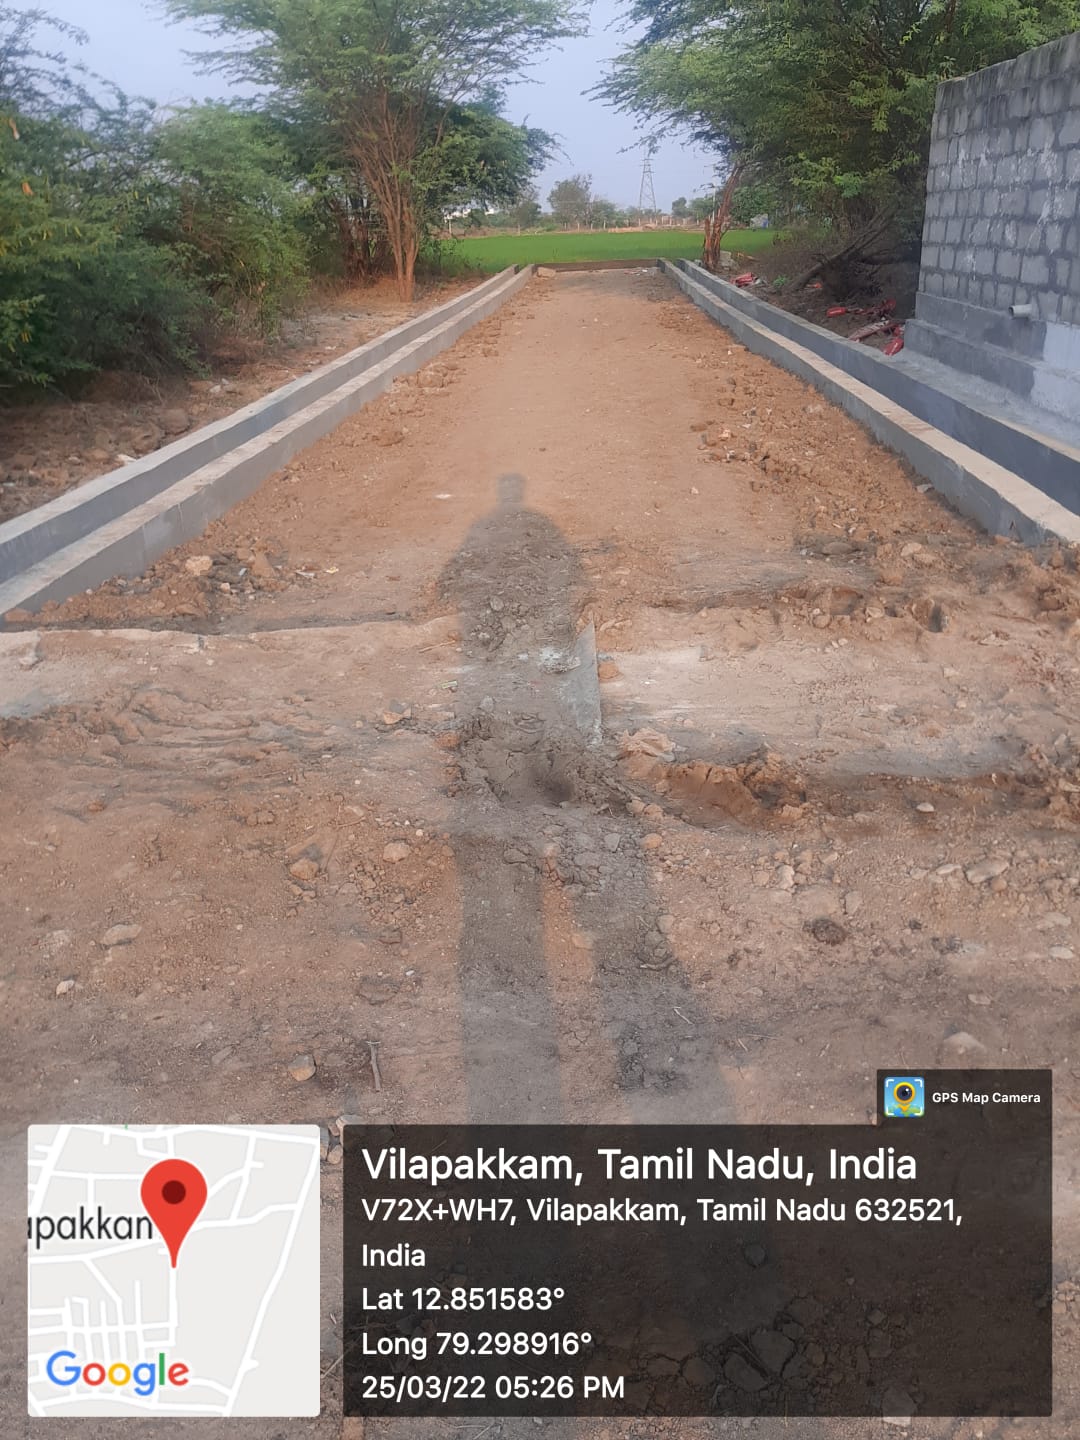 GPS Map Camera
apakkan
Google
Vilapakkam, Tamil Nadu, India
V72X+WH7, Vilapakkam, Tamil Nadu 632521,
India
Lat 12.851583°
Long 79.298916°
25/03/22 05:26 PM